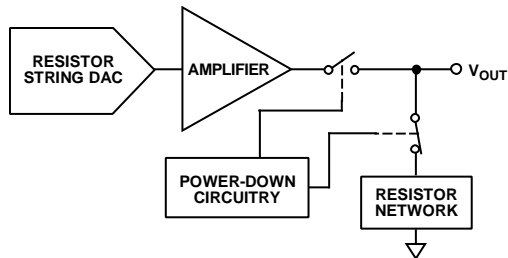 RESISTOR
STRING DAC
AMPLIFIER
VOUT
POWER-DOWN
CIRCUITRY
RESISTOR
NETWORK